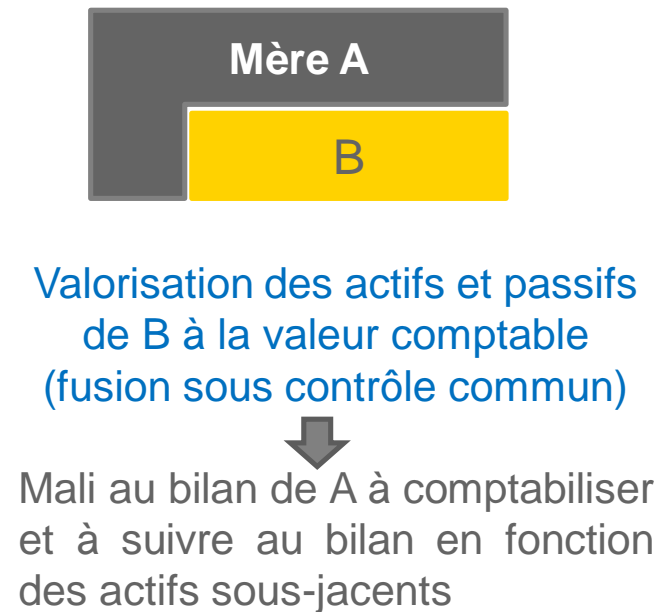 Mère A
B
Valorisation des actifs et passifs
de B à la valeur comptable
(fusion sous contrôle commun)
Mali au bilan de A à comptabiliser
et à suivre au bilan en fonction
des actifs sous-jacents